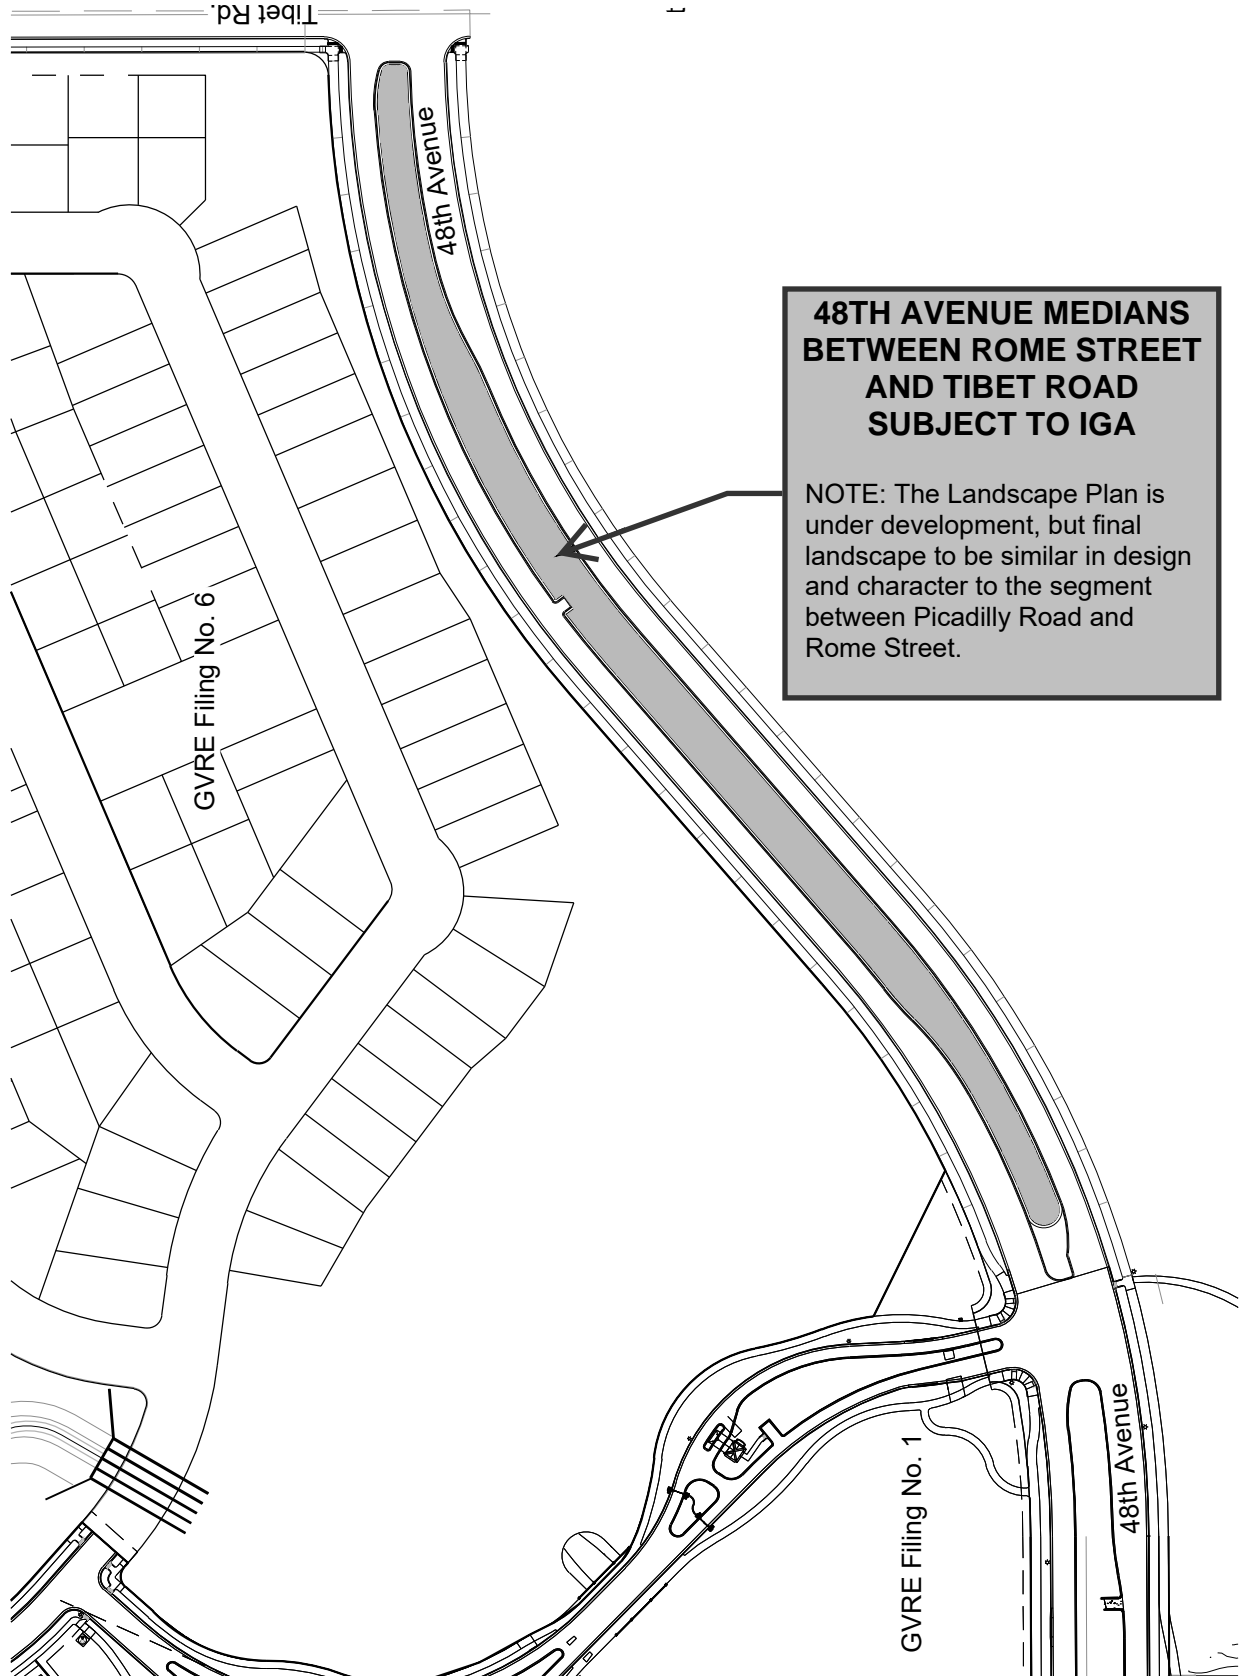 Tibet Rd.
48th Avenue
48TH AVENUE MEDIANS
BETWEEN ROME STREET
AND TIBET ROAD
SUBJECT TO IGA
NOTE: The Landscape Plan is
under development, but final
landscape to be similar in design
and character to the segment
between Picadilly Road and
Rome Street.
GVRE Filing No. 6
48th Avenue
GVRE Filing No. 1